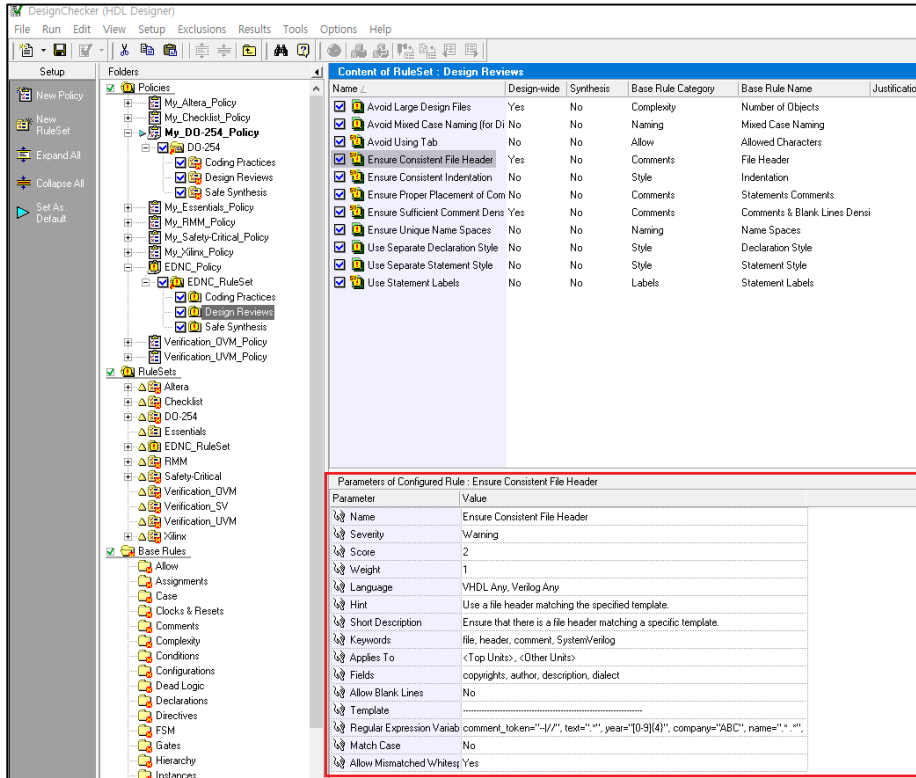 DesignChecker (HDL Designer)
File Run Edit View Setup Exclusions Results Tools Options Help
Setup
New Policy
New RuleSet
Expand All
Collapse All
Set As Default
Folders
Policies
My_Altera_Policy
My_Checklist_Policy
My_DO-254_Policy
DO-254
Coding Practices
Design Reviews
Safe Synthesis
My_Essentials_Policy
My_RMM_Policy
My_Safety-Critical_Policy
My_Xilinx_Policy
EDNC_Policy
EDNC_RuleSet
Coding Practices
Design Reviews
Safe Synthesis
Verification_OVM_Policy
Verification_UVM_Policy
RuleSets
Altera
Checklist
DO-254
Essentials
EDNC_RuleSet
RMM
Safety-Critical
Verification_OVM
Verification_SV
Verification_UVM
Xilinx
Base Rules
Allow
Assignments
Case
Clocks & Resets
Comments
Complexity
Conditions
Configurations
Dead Logic
Declarations
Directives
FSM
Gates
Hierarchy
Instances
Content of RuleSet : Design Reviews
Name Design-wide Synthesis Base Rule Category Base Rule Name Justificatio
Avoid Large Design Files Yes No Complexity Number of Objects
Avoid Mixed Case Naming (for Di No No Naming Mixed Case Naming
Avoid Using Tab No No Allow Allowed Characters
Ensure Consistent File Header Yes No Comments File Header
Ensure Consistent Indentation No No Style Indentation
Ensure Proper Placement of Com No No Comments Statements Comments
Ensure Sufficient Comment Dens Yes No Comments Comments & Blank Lines Densi
Ensure Unique Name Spaces No No Naming Name Spaces
Use Separate Declaration Style No No Style Declaration Style
Use Separate Statement Style No No Style Statement Style
Use Statement Labels No No Labels Statement Labels
Parameters of Configured Rule : Ensure Consistent File Header
Parameter Value
Name Ensure Consistent File Header
Severity Warning
Score 2
Weight 1
Language VHDL Any, Verilog Any
Hint Use a file header matching the specified template.
Short Description Ensure that there is a file header matching a specific template.
Keywords file, header, comment, SystemVerilog
Applies To <Top Units>, <Other Units>
Fields copyrights, author, description, dialect
Allow Blank Lines No
Template --------------------------------------------------------------
Regular Expression Variab comment_token="--|//", text=".*", year="[0-9]{4}", company="ABC", name=".* .*",
Match Case No
Allow Mismatched Whitesp Yes